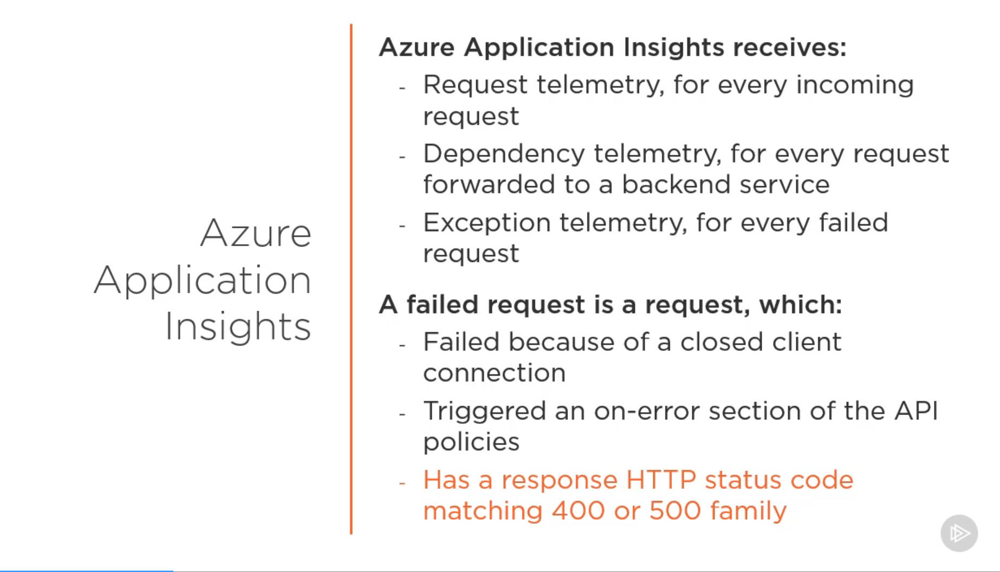 Azure
Application
Insights
Azure Application Insights receives:
- Request telemetry, for every incoming
request
- Dependency telemetry, for every request
forwarded to a backend service
- Exception telemetry, for every failed
request
A failed request is a request, which:
- Failed because of a closed client
connection
- Triggered an on-error section of the API
policies
- Has a response HTTP status code
matching 400 or 500 family